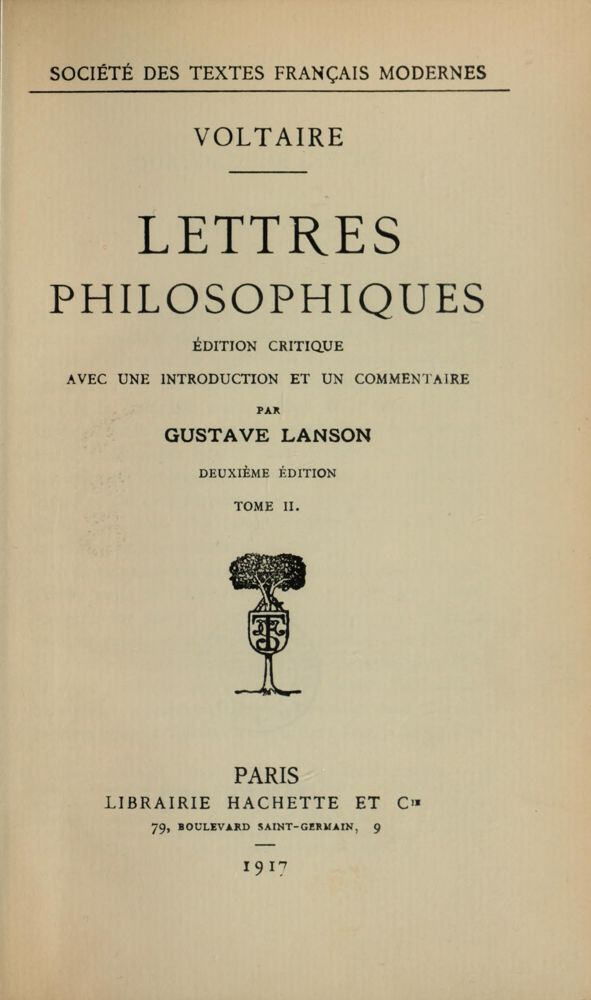 SOCIÉTÉ DES TEXTES FRANÇAIS MODERNES
VOLTAIRE
LETTRES
PHILOSOPHIQUES
ÉDITION CRITIQUE
AVEC UNE INTRODUCTION ET UN COMMENTAIRE
PAR
GUSTAVE LANSON
DEUXIÈME ÉDITION
TOME II.
PARIS
LIBRAIRIE HACHETTE ET Cie
79, BOULEVARD SAINT-GERMAIN, 9
1917